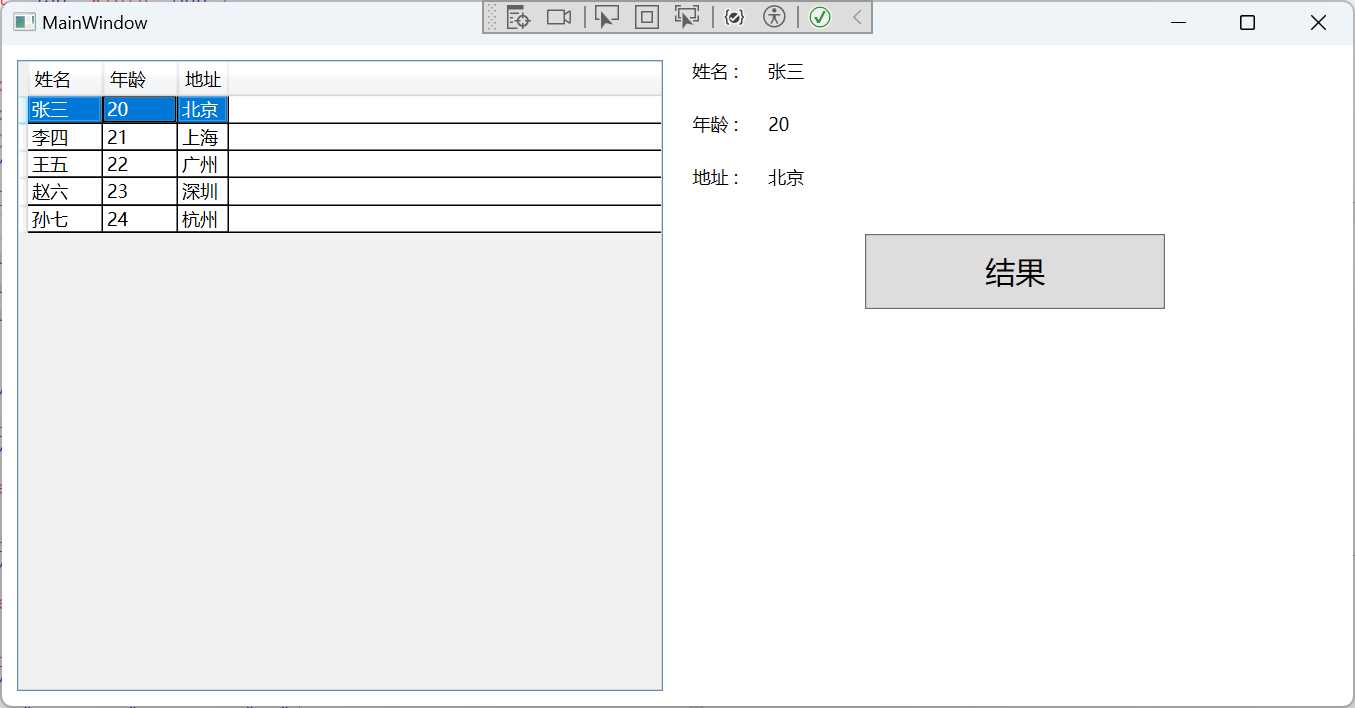 MainWindow
姓名 年龄 地址
张三 20 北京
李四 21 上海
王五 22 广州
赵六 23 深圳
孙七 24 杭州
姓名： 张三
年龄： 20
地址： 北京
结果